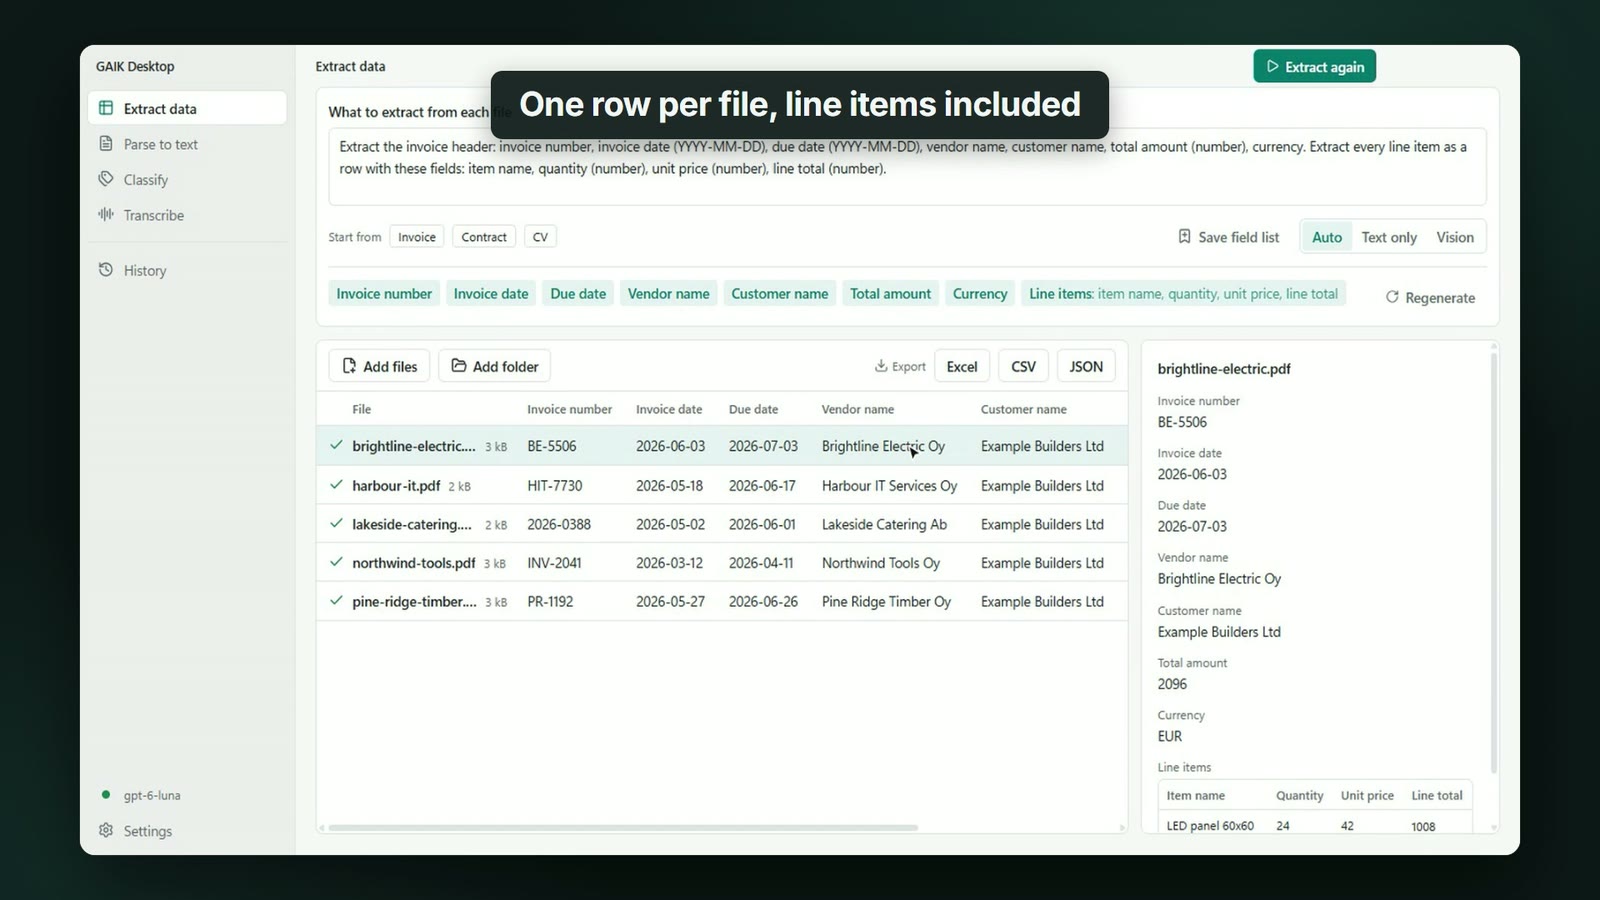 GAIK Desktop
Extract data
Parse to text
Classify
Transcribe
History
gpt-6-luna
Settings
Extract data
Extract again
One row per file, line items included
What to extract from each file
Extract the invoice header: invoice number, invoice date (YYYY-MM-DD), due date (YYYY-MM-DD), vendor name, customer name, total amount (number), currency. Extract every line item as a
row with these fields: item name, quantity (number), unit price (number), line total (number).
Start from Invoice Contract CV
Save field list Auto Text only Vision
Invoice number Invoice date Due date Vendor name Customer name Total amount Currency Line items: item name, quantity, unit price, line total Regenerate
Add files Add folder Export Excel CSV JSON
File Invoice number Invoice date Due date Vendor name Customer name
brightline-electric.... 3 kB BE-5506 2026-06-03 2026-07-03 Brightline Electric Oy Example Builders Ltd
harbour-it.pdf 2 kB HIT-7730 2026-05-18 2026-06-17 Harbour IT Services Oy Example Builders Ltd
lakeside-catering.... 2 kB 2026-0388 2026-05-02 2026-06-01 Lakeside Catering Ab Example Builders Ltd
northwind-tools.pdf 3 kB INV-2041 2026-03-12 2026-04-11 Northwind Tools Oy Example Builders Ltd
pine-ridge-timber.... 3 kB PR-1192 2026-05-27 2026-06-26 Pine Ridge Timber Oy Example Builders Ltd
brightline-electric.pdf
Invoice number
BE-5506
Invoice date
2026-06-03
Due date
2026-07-03
Vendor name
Brightline Electric Oy
Customer name
Example Builders Ltd
Total amount
2096
Currency
EUR
Line items
Item name Quantity Unit price Line total
LED panel 60x60 24 42 1008